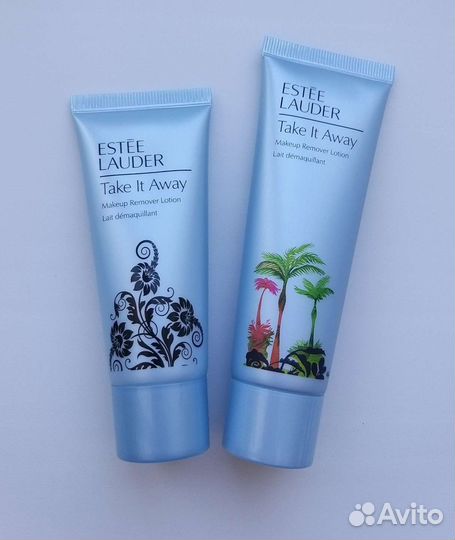 ESTĒE
LAUDER
Take It Away
Makeup Remover Lotion
Lait démaquillant
ESTĒE
LAUDER
Take It Away
Makeup Remover Lotion
Lait démaquillant
Avito